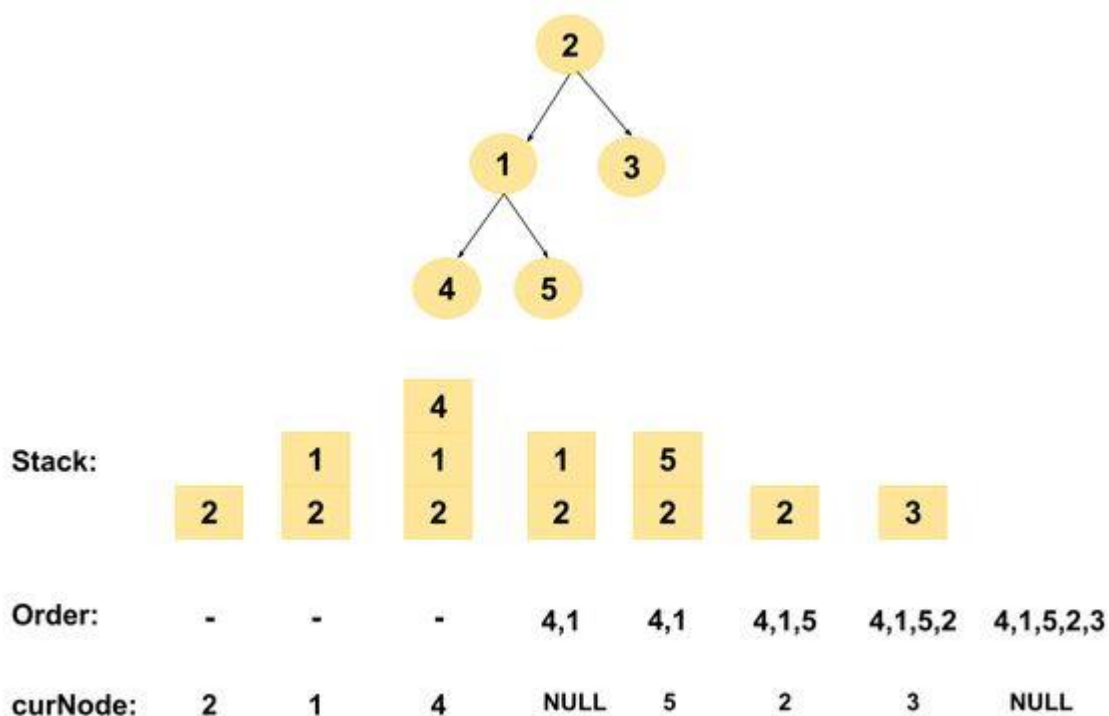 2
1 3
4 5
4
Stack: 1 1 1 5
2 2 2 2 2 2 3
Order: - - - 4,1 4,1 4,1,5 4,1,5,2 4,1,5,2,3
curNode: 2 1 4 NULL 5 2 3 NULL